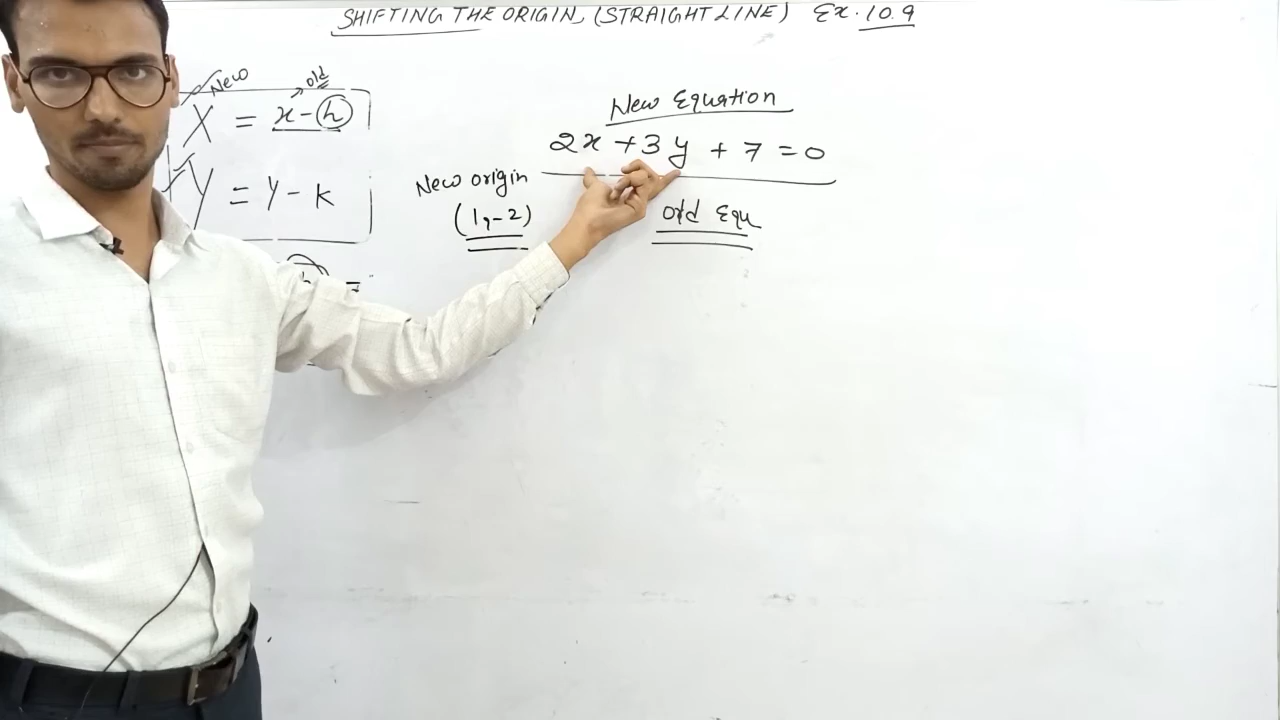 SHIFTING THE ORIGIN, (STRAIGHT LINE) Ex. 10.9
New old
X = x - h
Y = y - k
New Equation
2x + 3y + 7 = 0
New origin
(1, -2)
old Equ